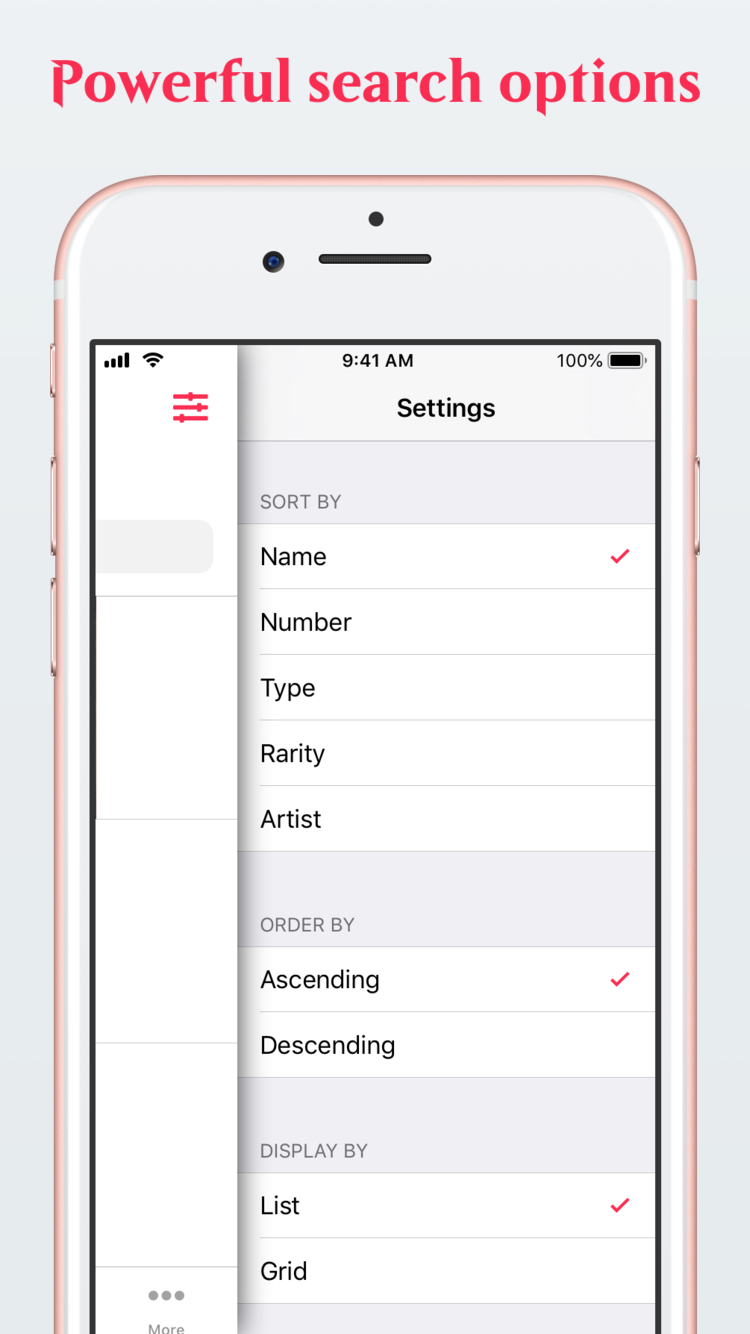 Powerful search options
9:41 AM
100%
Settings
SORT BY
Name
Number
Type
Rarity
Artist
ORDER BY
Ascending
Descending
DISPLAY BY
List
Grid
More